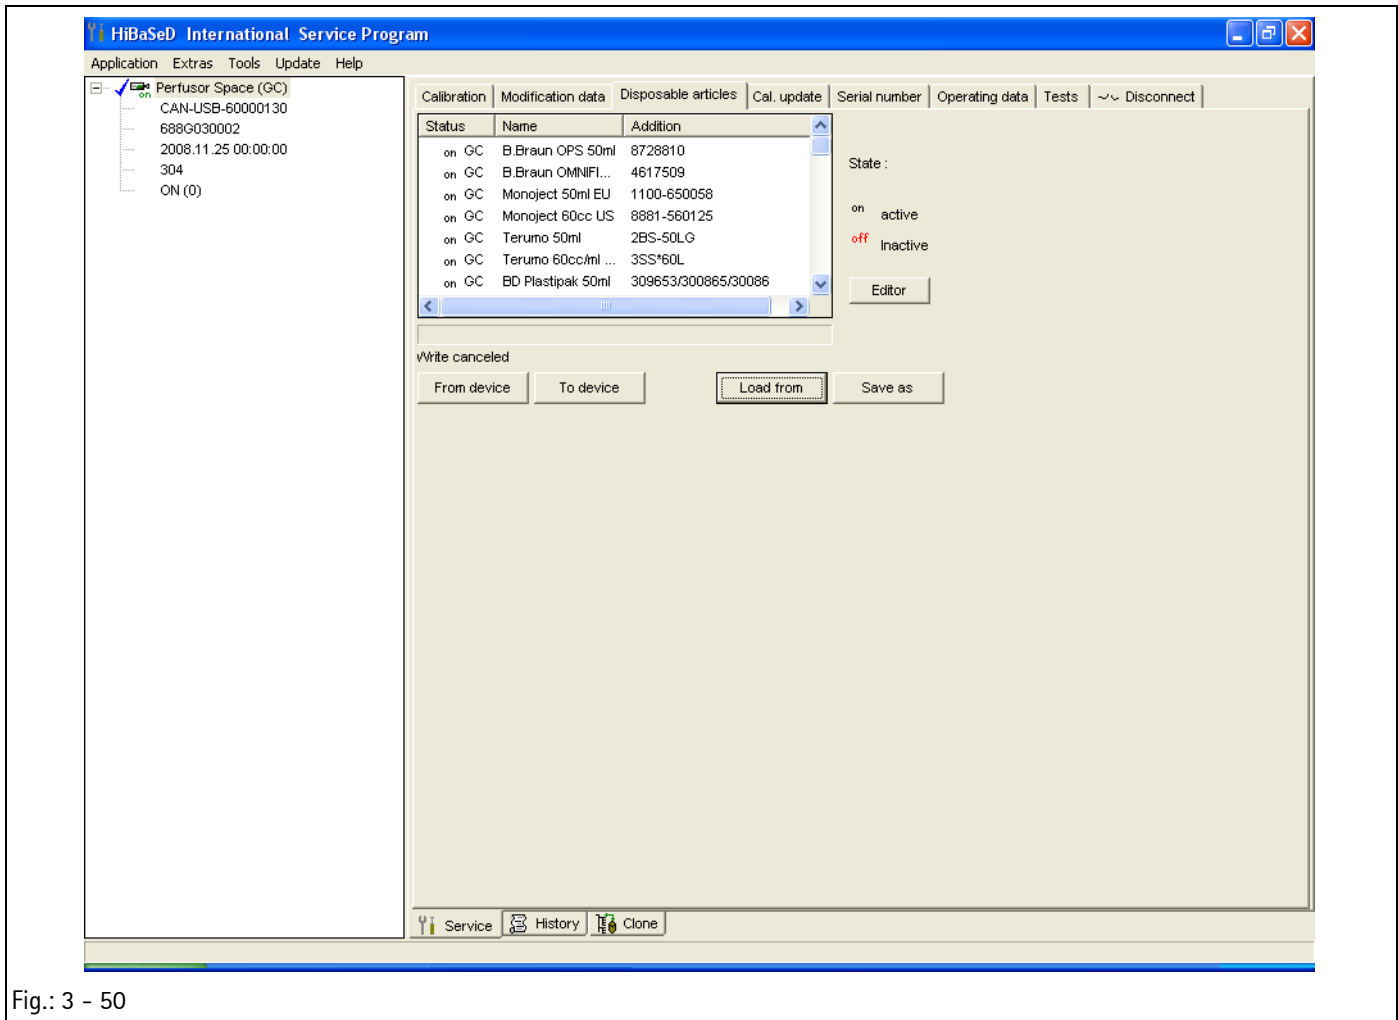 HiBaSeD International Service Program
Application Extras Tools Update Help
Perfusor Space (GC)
on
CAN-USB-60000130
688G030002
2008.11.25 00:00:00
304
ON (0)
Calibration Modification data Disposable articles Cal. update Serial number Operating data Tests Disconnect
Status Name Addition
on GC B.Braun OPS 50ml 8728810
on GC B.Braun OMNIFI... 4617509
on GC Monoject 50ml EU 1100-650058
on GC Monoject 60cc US 8881-560125
on GC Terumo 50ml 2BS-50LG
on GC Terumo 60cc/ml ... 3SS*60L
on GC BD Plastipak 50ml 309653/300865/30086
State :
on active
off Inactive
Editor
Write canceled
From device To device Load from Save as
Service History Clone
Fig.: 3 - 50